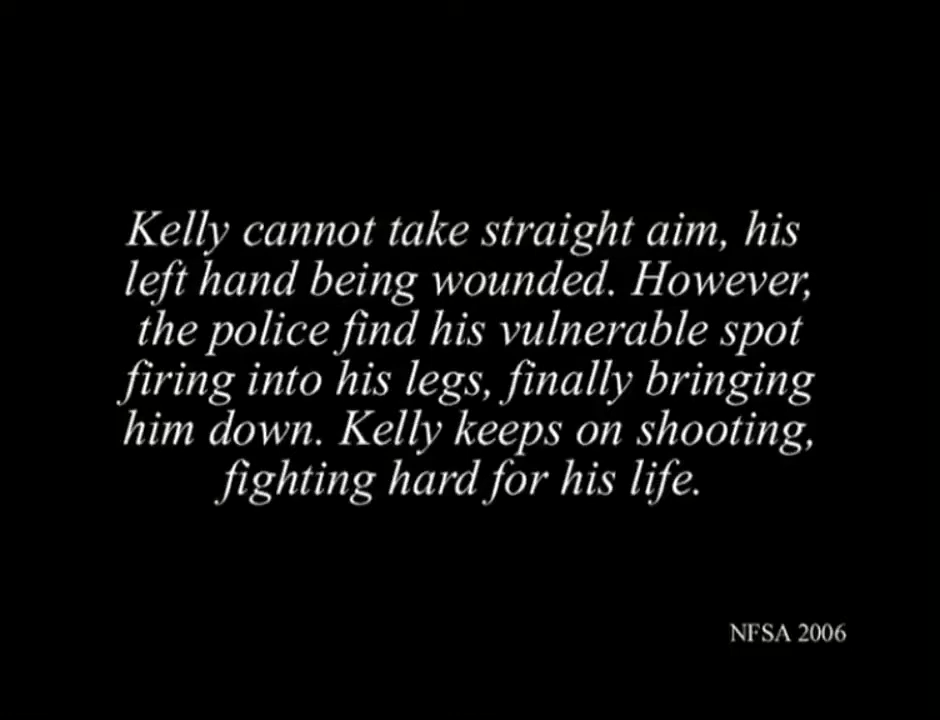 Kelly cannot take straight aim, his
left hand being wounded. However,
the police find his vulnerable spot
firing into his legs, finally bringing
him down. Kelly keeps on shooting,
fighting hard for his life.
NFSA 2006